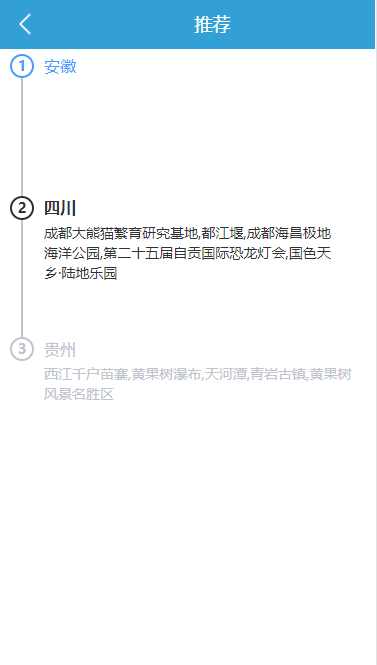 推荐
1 安徽
2 四川
成都大熊猫繁育研究基地,都江堰,成都海昌极地
海洋公园,第二十五届自贡国际恐龙灯会,国色天
乡·陆地乐园
3 贵州
西江千户苗寨,黄果树瀑布,天河潭,青岩古镇,黄果树
风景名胜区